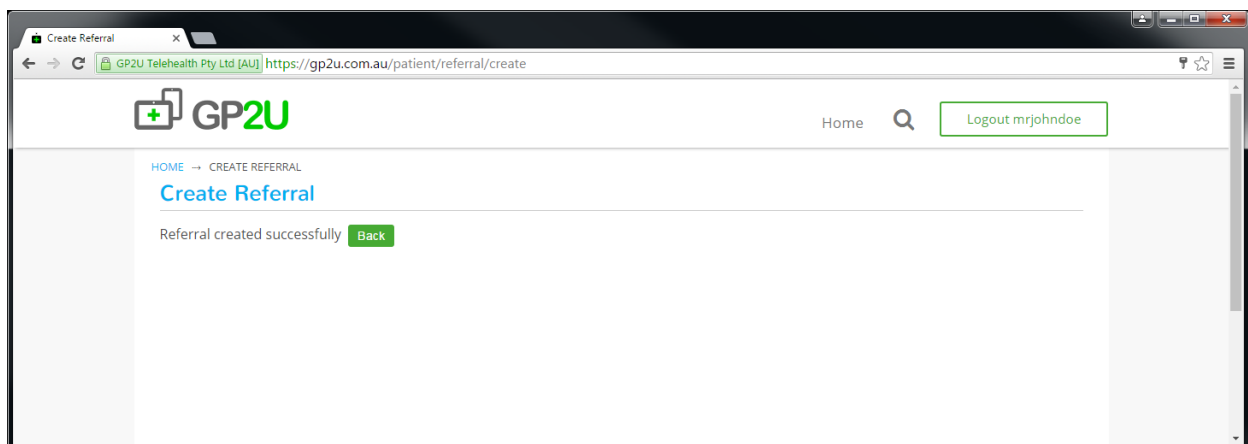 Create Referral
GP2U Telehealth Pty Ltd [AU] https://gp2u.com.au/patient/referral/create
GP2U
Home
Logout mrjohndoe
HOME → CREATE REFERRAL
Create Referral
Referral created successfully Back